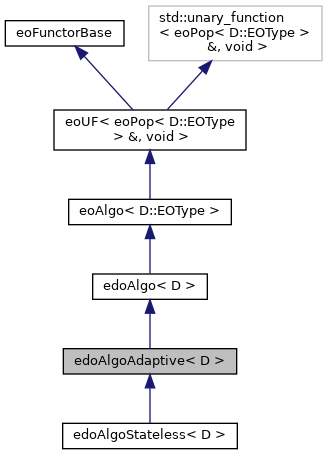 eoFunctorBase
std::unary_function
< eoPop< D::EOType >
&, void >
eoUF< eoPop< D::EOType
> &, void >
eoAlgo< D::EOType >
edoAlgo< D >
edoAlgoAdaptive< D >
edoAlgoStateless< D >